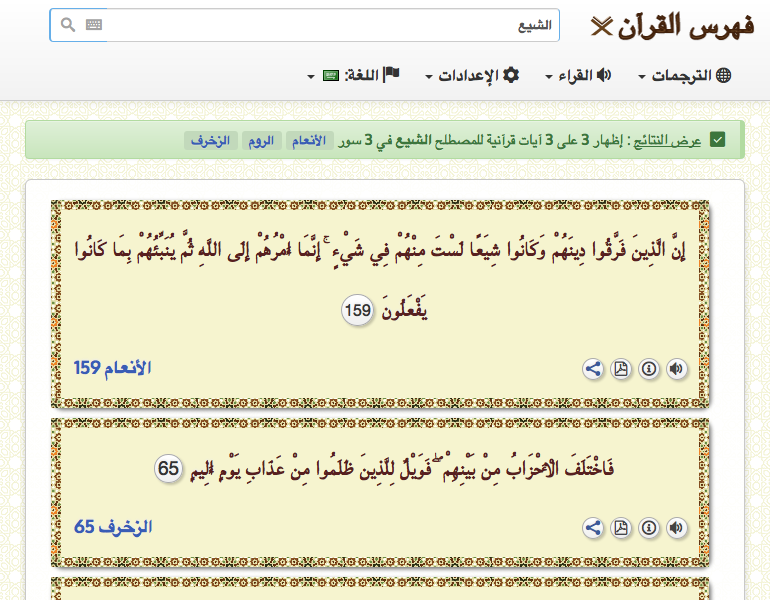 فهرس القرآن
الشيع
الترجمات
القراء
الإعدادات
اللغة:
عرض النتائج : إظهار 3 على 3 آيات قرآنية للمصطلح الشيع في 3 سور الأنعام الروم الزخرف
إِنَّ الَّذِينَ فَرَّقُوا دِينَهُمْ وَكَانُوا شِيَعًا لَسْتَ مِنْهُمْ فِي شَيْءٍ ۚ إِنَّمَا أَمْرُهُمْ إِلَى اللَّهِ ثُمَّ يُنَبِّئُهُمْ بِمَا كَانُوا
يَفْعَلُونَ 159
الأنعام 159
فَاخْتَلَفَ الْأَحْزَابُ مِنْ بَيْنِهِمْ ۖ فَوَيْلٌ لِلَّذِينَ ظَلَمُوا مِنْ عَذَابِ يَوْمٍ أَلِيمٍ 65
الزخرف 65